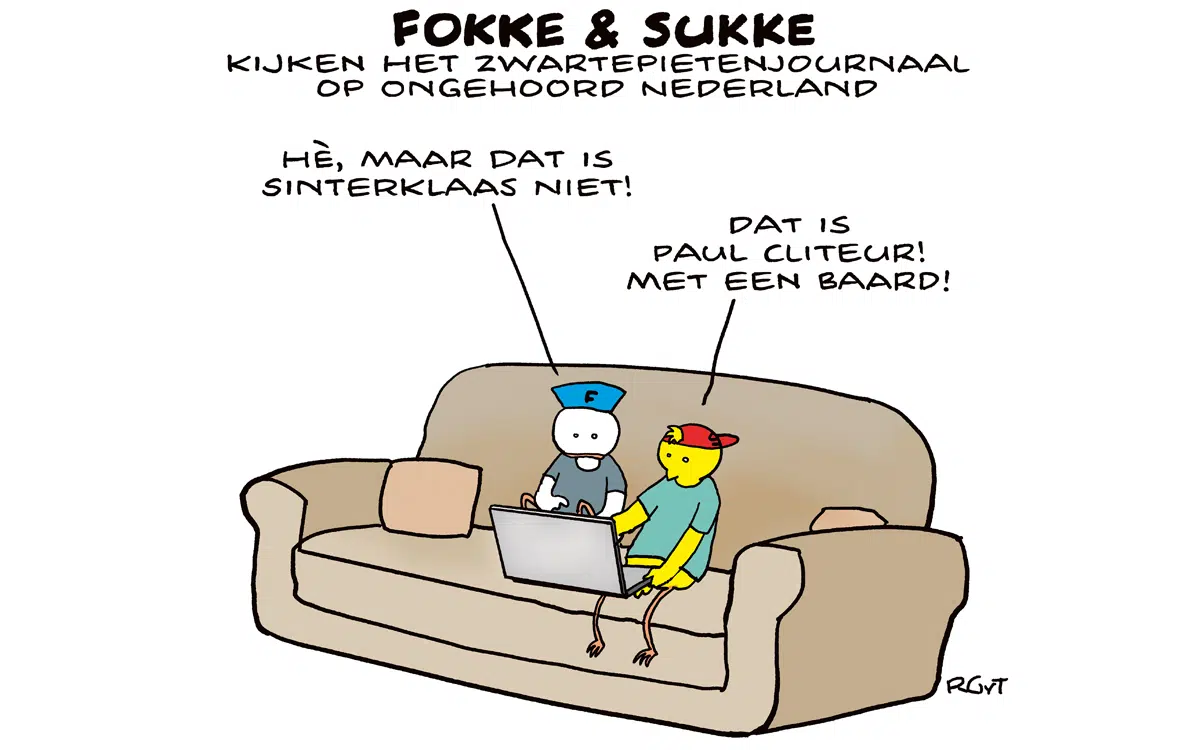 FOKKE & SUKKE
KIJKEN HET ZWARTEPIETENJOURNAAL
OP ONGEHOORD NEDERLAND
HÈ, MAAR DAT IS
SINTERKLAAS NIET!
DAT IS
PAUL CLITEUR!
MET EEN BAARD!
F
RGvT